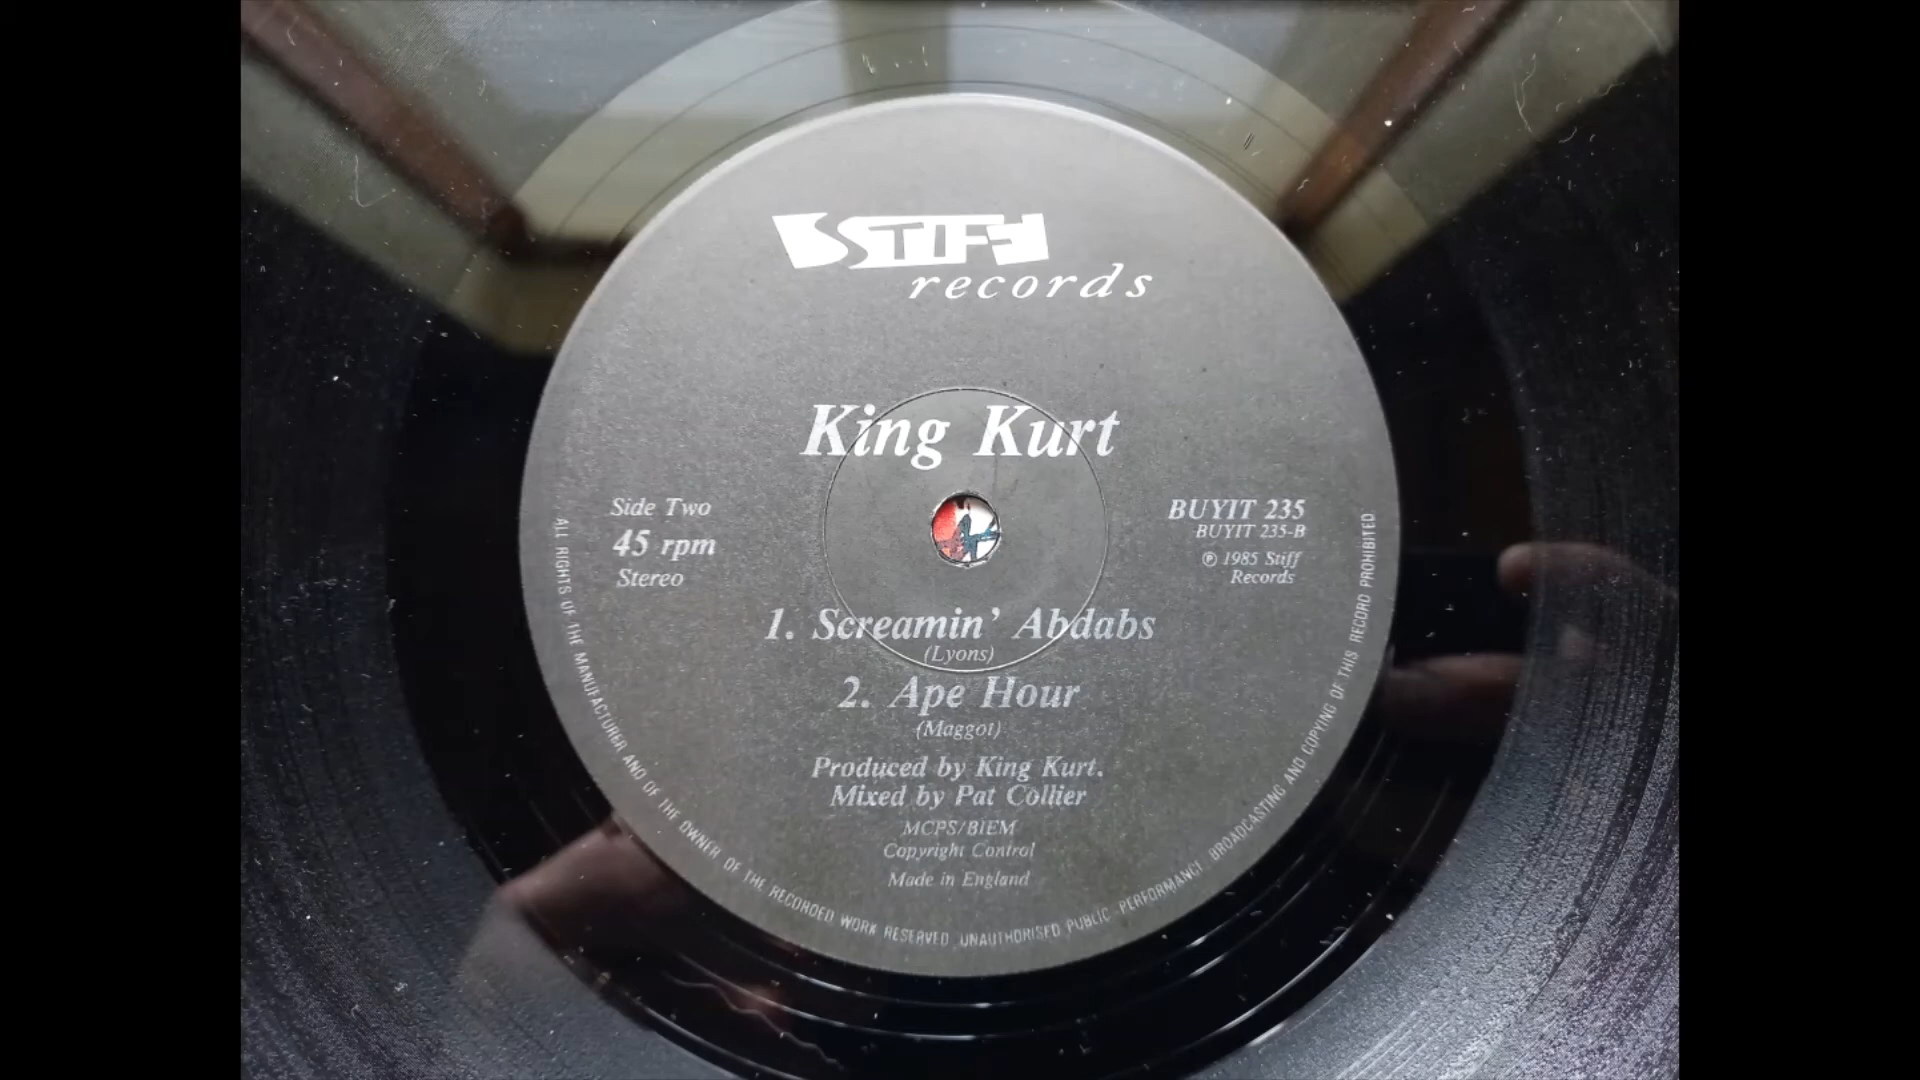 STIFF
records
King Kurt
Side Two
45 rpm
Stereo
BUYIT 235
BUYIT 235-B
℗ 1985 Stiff
Records
1. Screamin' Abdabs
(Lyons)
2. Ape Hour
(Maggot)
Produced by King Kurt.
Mixed by Pat Collier
MCPS/BIEM
Copyright Control
Made in England
ALL RIGHTS OF THE MANUFACTURER AND OF THE OWNER OF THE RECORDED WORK RESERVED UNAUTHORISED PUBLIC PERFORMANCE BROADCASTING AND COPYING OF THIS RECORD PROHIBITED